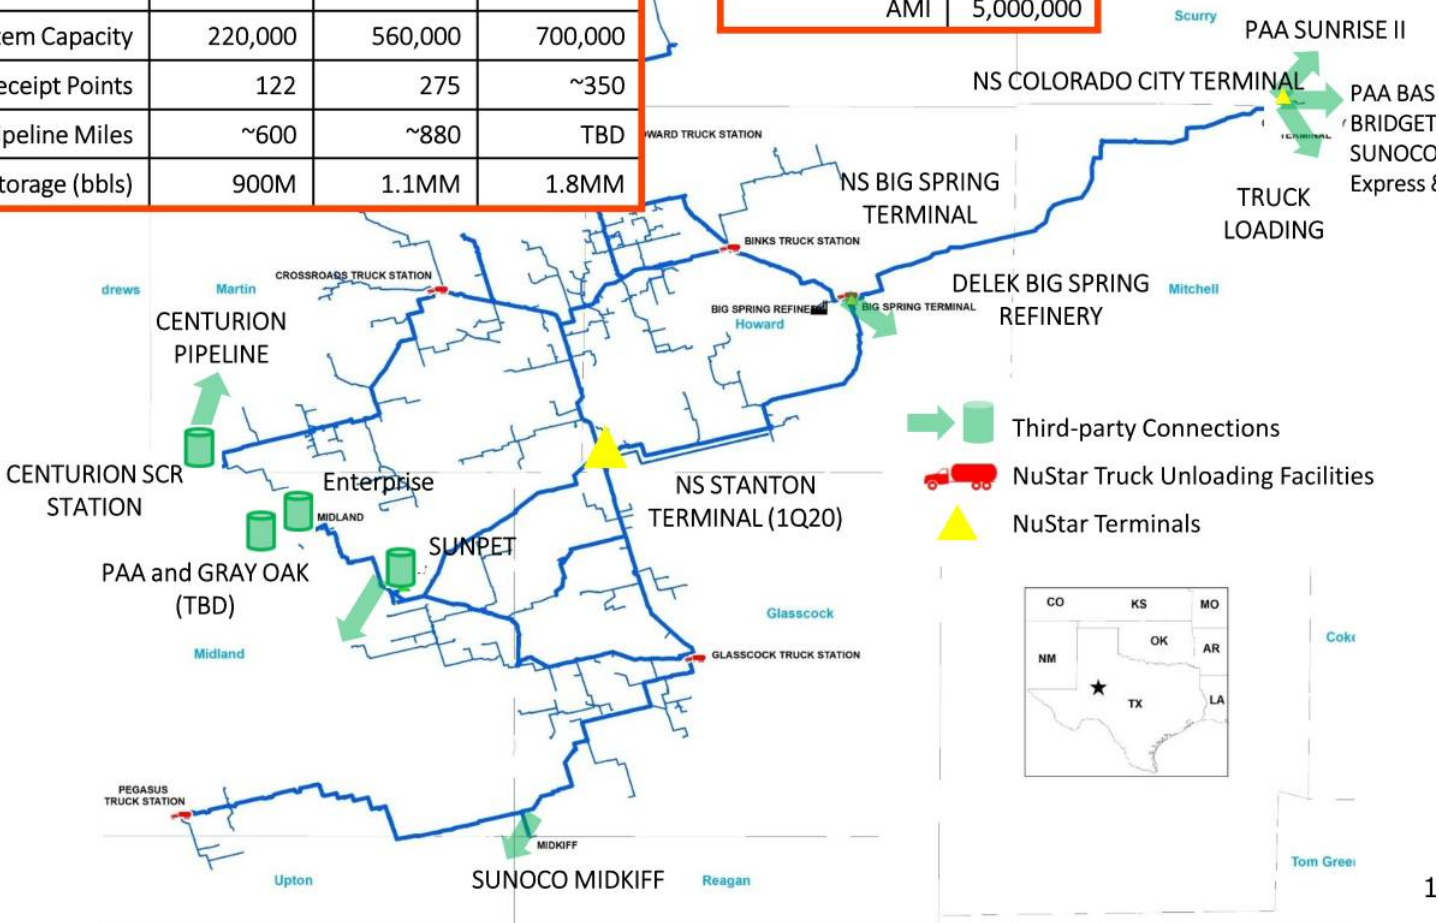 AMI 5,000,000
tem Capacity 220,000 560,000 700,000
eceipt Points 122 275 ~350
ipeline Miles ~600 ~880 TBD
torage (bbls) 900M 1.1MM 1.8MM
Scurry
PAA SUNRISE II
NS COLORADO CITY TERMINAL
PAA BAS
BRIDGET
SUNOCO
Express &
TERMINAL
WARD TRUCK STATION
TRUCK
LOADING
NS BIG SPRING
TERMINAL
BINKS TRUCK STATION
CROSSROADS TRUCK STATION
drews
Martin
Mitchell
DELEK BIG SPRING
REFINERY
BIG SPRING REFINE
BIG SPRING TERMINAL
Howard
CENTURION
PIPELINE
CENTURION SCR
STATION
Enterprise
MIDLAND
PAA and GRAY OAK
(TBD)
SUNPET
NS STANTON
TERMINAL (1Q20)
Third-party Connections
NuStar Truck Unloading Facilities
NuStar Terminals
Midland
Glasscock
GLASSCOCK TRUCK STATION
CO KS MO
OK AR
NM
TX LA
Coke
PEGASUS
TRUCK STATION
MIDKIFF
SUNOCO MIDKIFF
Upton
Reagan
Tom Green
1